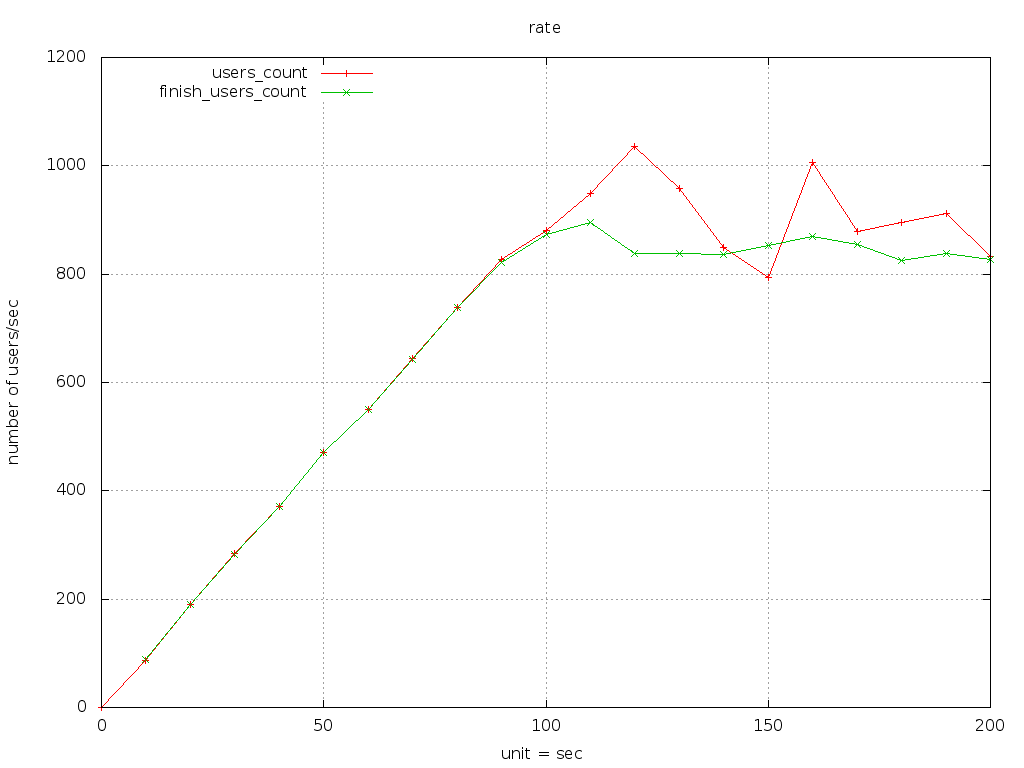 rate
users_count
finish_users_count
1200
1000
800
600
400
200
0
number of users/sec
0 50 100 150 200
unit = sec